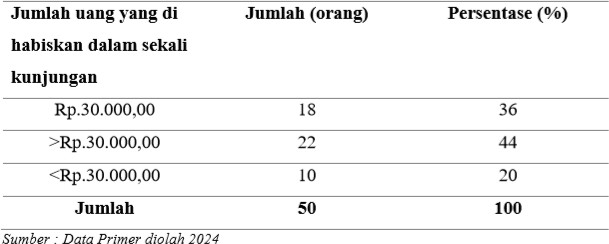 Jumlah uang yang di Jumlah (orang) Persentase (%)
habiskan dalam sekali
kunjungan
Rp.30.000,00 18 36
>Rp.30.000,00 22 44
<Rp.30.000,00 10 20
Jumlah 50 100
Sumber : Data Primer diolah 2024